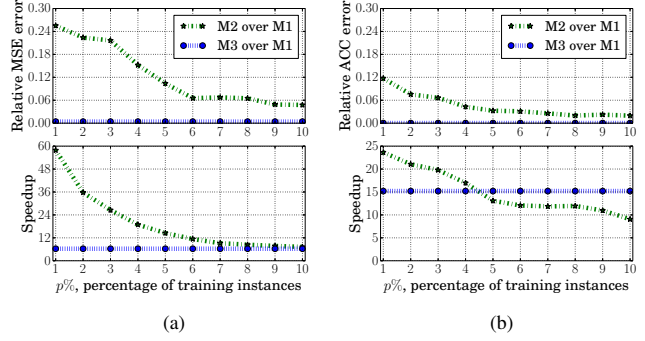 Relative MSE error
0.30
0.24
0.18
0.12
0.06
0.00
M2 over M1
M3 over M1
1 2 3 4 5 6 7 8 9 10
Speedup
60
48
36
24
12
0
1 2 3 4 5 6 7 8 9 10
p%, percentage of training instances
(a)
Relative ACC error
0.30
0.24
0.18
0.12
0.06
0.00
M2 over M1
M3 over M1
1 2 3 4 5 6 7 8 9 10
Speedup
25
20
15
10
5
0
1 2 3 4 5 6 7 8 9 10
p%, percentage of training instances
(b)